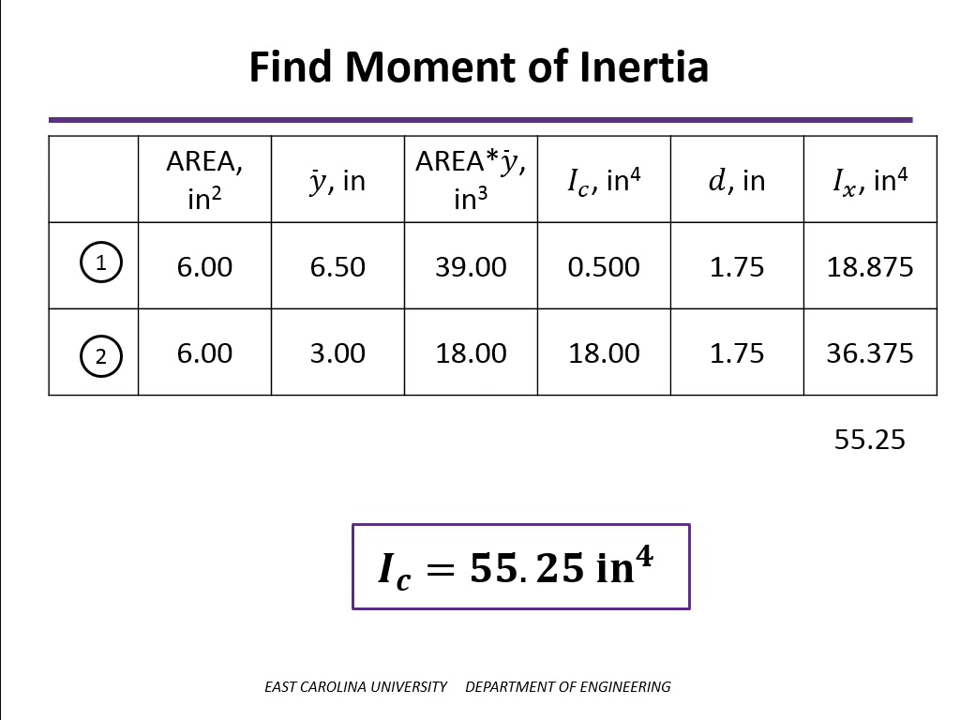 Find Moment of Inertia
AREA, in² ȳ, in AREA*ȳ, in³ I_c, in⁴ d, in I_x, in⁴
1 6.00 6.50 39.00 0.500 1.75 18.875
2 6.00 3.00 18.00 18.00 1.75 36.375
55.25
I_c = 55.25 in⁴
EAST CAROLINA UNIVERSITY DEPARTMENT OF ENGINEERING